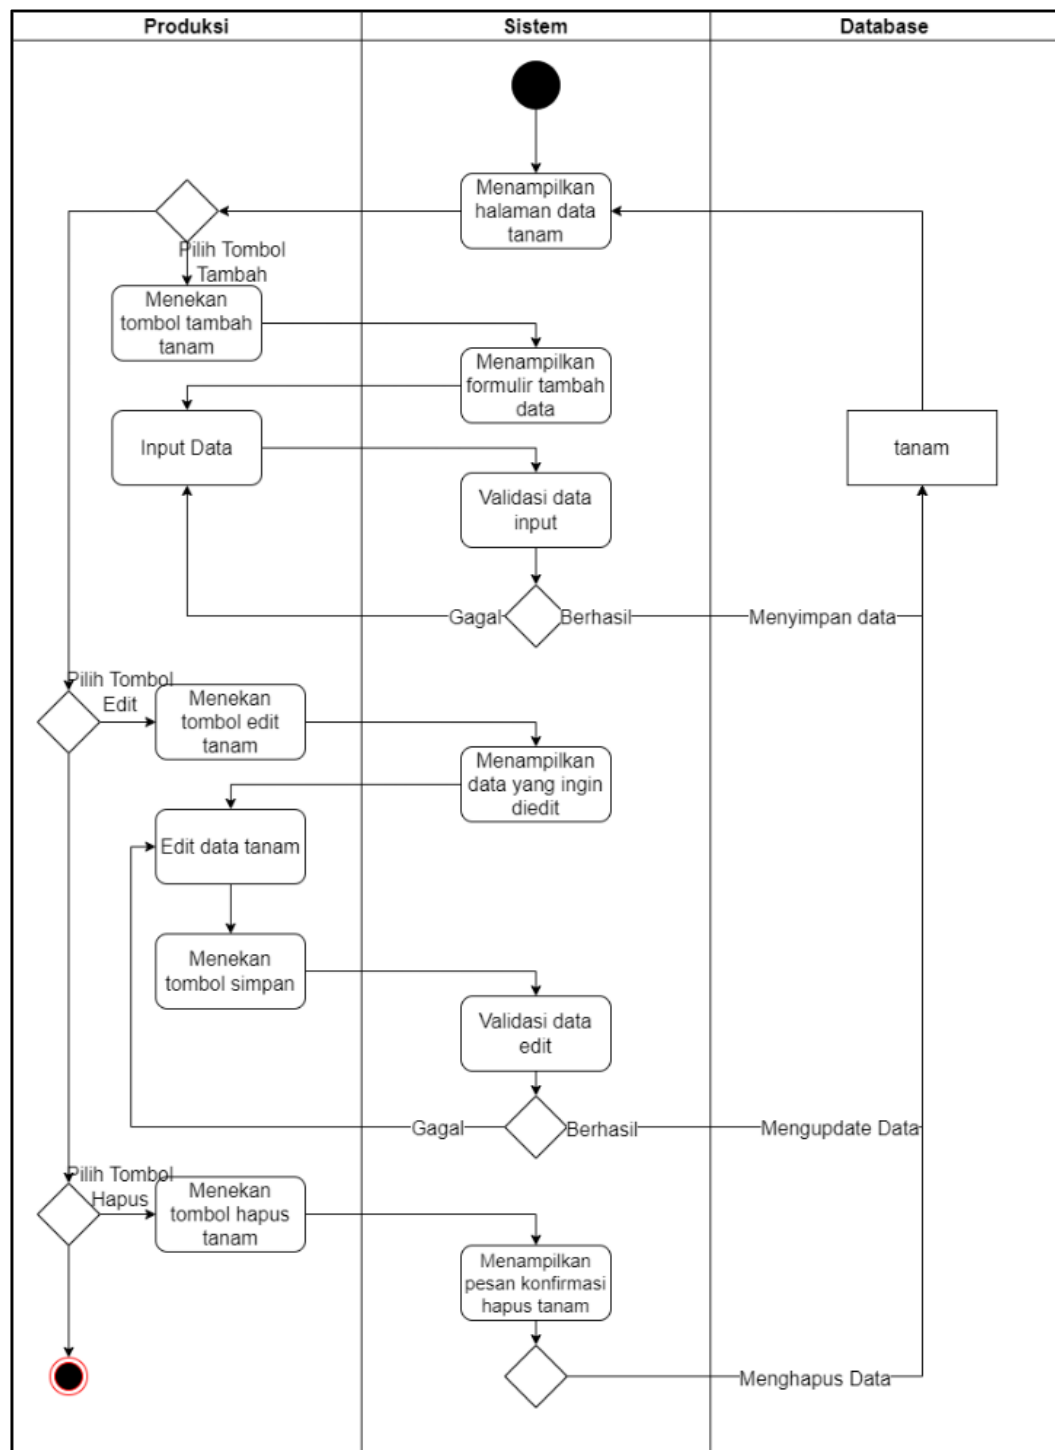 Produksi
Sistem
Database
Menampilkan
halaman data
tanam
Pilih Tombol
Tambah
Menekan
tombol tambah
tanam
Menampilkan
formulir tambah
data
Input Data
tanam
Validasi data
input
Gagal
Berhasil
Menyimpan data
Pilih Tombol
Edit
Menekan
tombol edit
tanam
Menampilkan
data yang ingin
diedit
Edit data tanam
Menekan
tombol simpan
Validasi data
edit
Gagal
Berhasil
Mengupdate Data
Pilih Tombol
Hapus
Menekan
tombol hapus
tanam
Menampilkan
pesan konfirmasi
hapus tanam
Menghapus Data